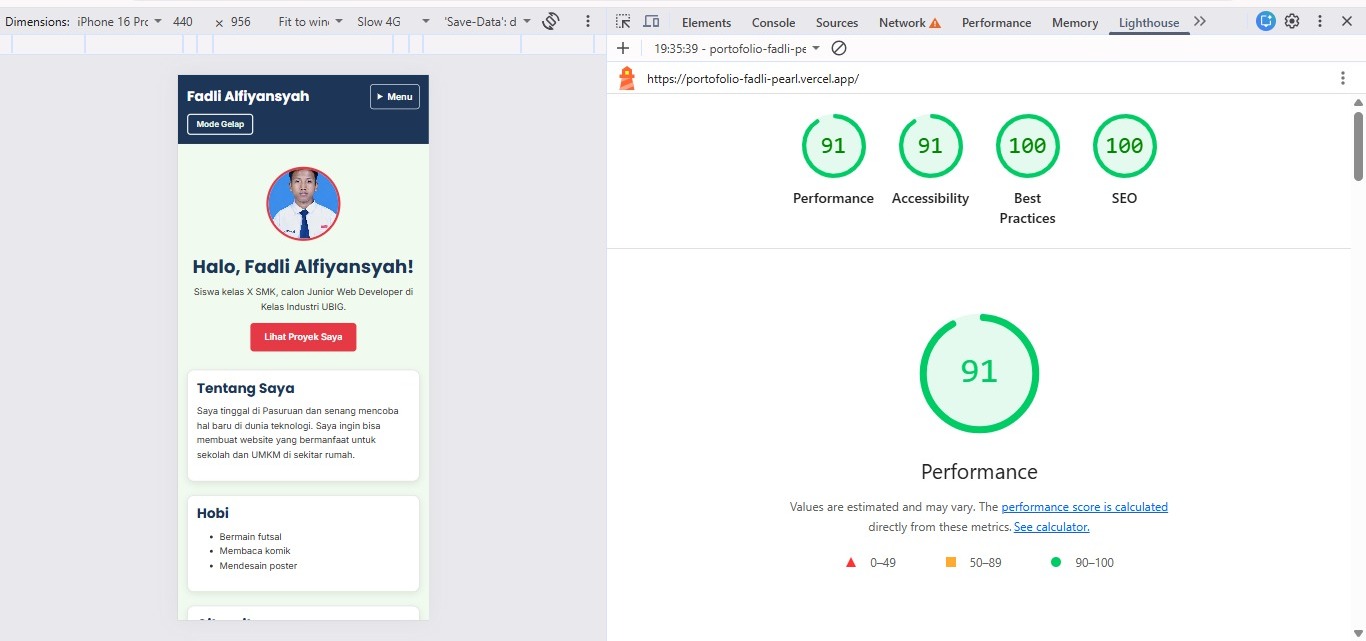 Dimensions: iPhone 16 Prc 440 × 956 Fit to win Slow 4G 'Save-Data': d
Elements Console Sources Network Performance Memory Lighthouse
19:35:39 - portofolio-fadli-pe
https://portofolio-fadli-pearl.vercel.app/
Fadli Alfiyansyah
Menu
Mode Gelap
Halo, Fadli Alfiyansyah!
Siswa kelas X SMK, calon Junior Web Developer di
Kelas Industri UBIG.
Lihat Proyek Saya
Tentang Saya
Saya tinggal di Pasuruan dan senang mencoba
hal baru di dunia teknologi. Saya ingin bisa
membuat website yang bermanfaat untuk
sekolah dan UMKM di sekitar rumah.
Hobi
• Bermain futsal
• Membaca komik
• Mendesain poster
91 91 100 100
Performance Accessibility Best Practices SEO
91
Performance
Values are estimated and may vary. The performance score is calculated
directly from these metrics. See calculator.
0–49 50–89 90–100